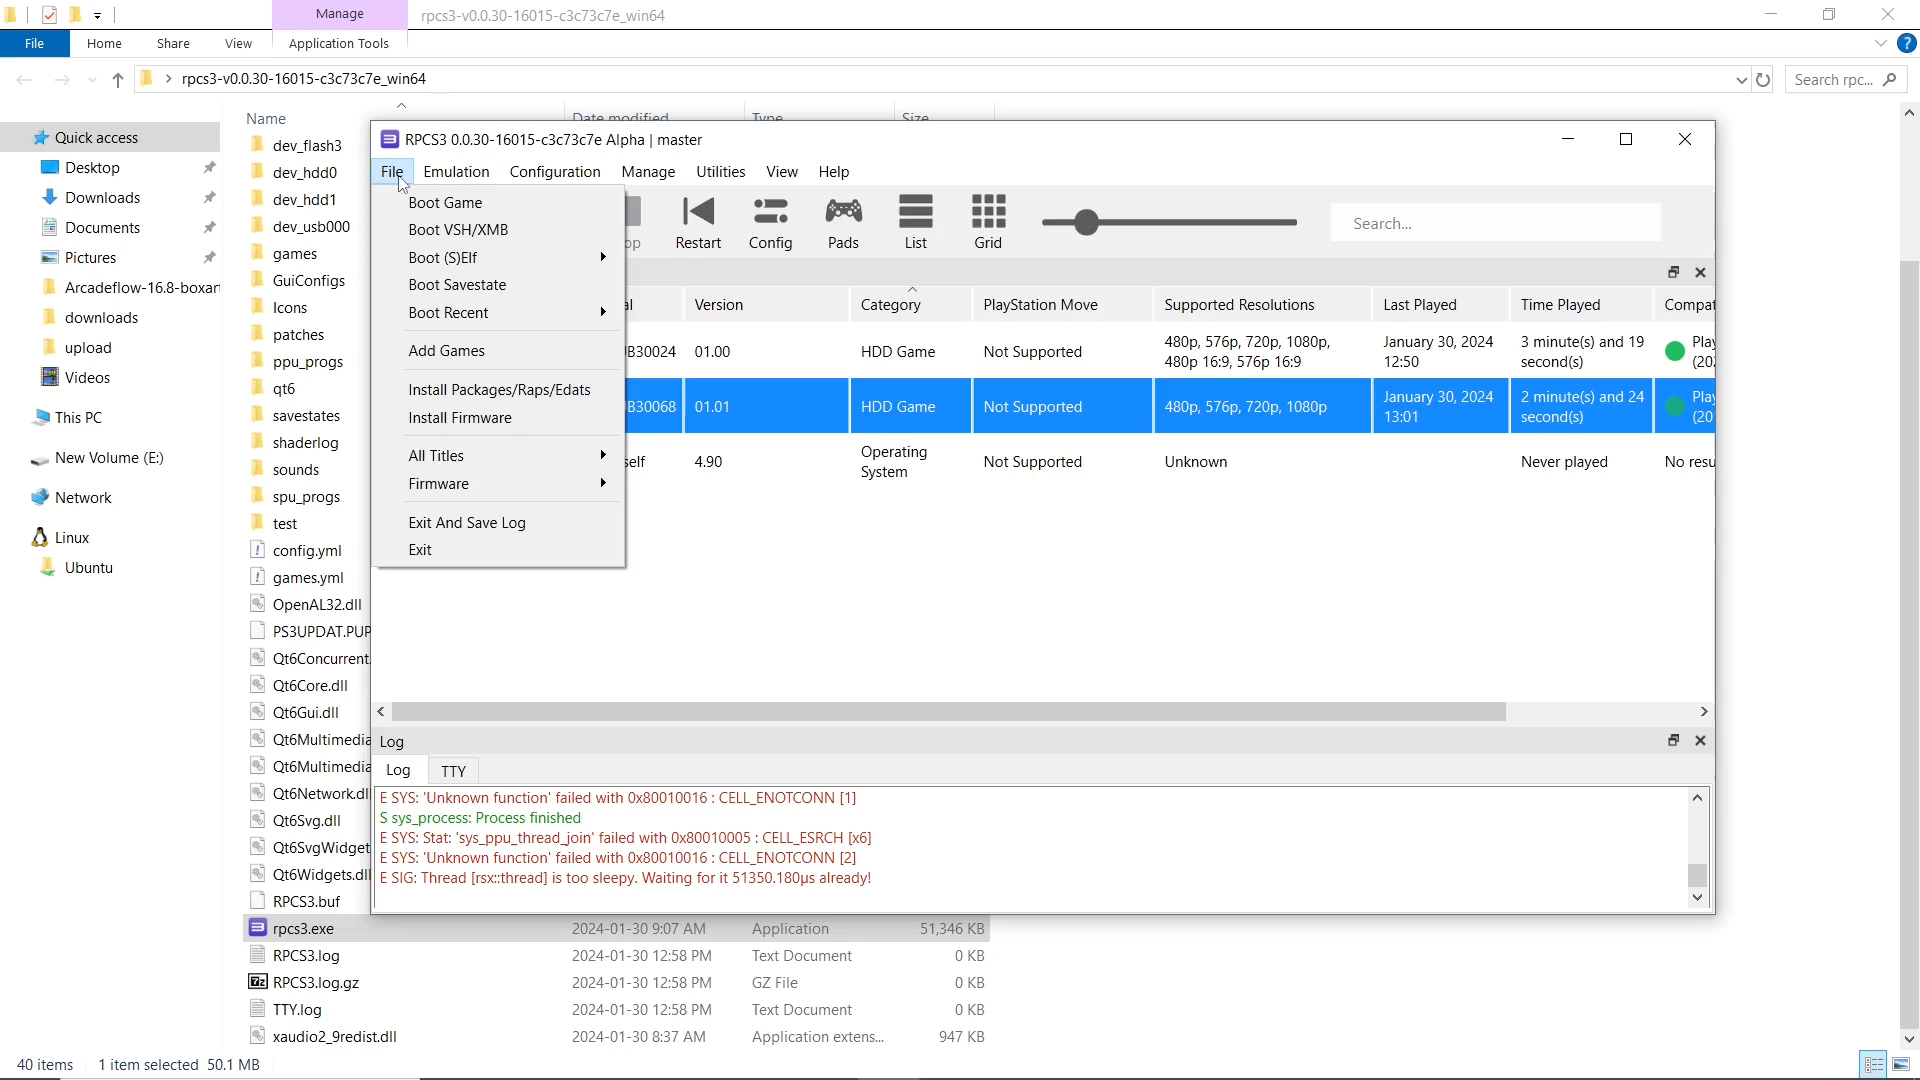 Manage
rpcs3-v0.0.30-16015-c3c73c7e_win64
File
Home
Share
View
Application Tools
rpcs3-v0.0.30-16015-c3c73c7e_win64
Search rpc...
Quick access
Desktop
Downloads
Documents
Pictures
Arcadeflow-16.8-boxart
downloads
upload
Videos
This PC
New Volume (E:)
Network
Linux
Ubuntu
Name
Date modified
Type
Size
dev_flash3
dev_hdd0
dev_hdd1
dev_usb000
games
GuiConfigs
Icons
patches
ppu_progs
qt6
savestates
shaderlog
sounds
spu_progs
test
config.yml
games.yml
OpenAL32.dll
PS3UPDAT.PUP
Qt6Concurrent.
Qt6Core.dll
Qt6Gui.dll
Qt6Multimedia
Qt6Multimedia
Qt6Network.dll
Qt6Svg.dll
Qt6SvgWidget
Qt6Widgets.dll
RPCS3.buf
rpcs3.exe 2024-01-30 9:07 AM Application 51,346 KB
RPCS3.log 2024-01-30 12:58 PM Text Document 0 KB
RPCS3.log.gz 2024-01-30 12:58 PM GZ File 0 KB
TTY.log 2024-01-30 12:58 PM Text Document 0 KB
xaudio2_9redist.dll 2024-01-30 8:37 AM Application extens... 947 KB
40 items 1 item selected 50.1 MB
RPCS3 0.0.30-16015-c3c73c7e Alpha | master
File Emulation Configuration Manage Utilities View Help
Boot Game
Boot VSH/XMB
Boot (S)Elf
Boot Savestate
Boot Recent
Add Games
Install Packages/Raps/Edats
Install Firmware
All Titles
Firmware
Exit And Save Log
Exit
op Restart Config Pads List Grid
Search...
al Version Category PlayStation Move Supported Resolutions Last Played Time Played Compat
UB30024 01.00 HDD Game Not Supported 480p, 576p, 720p, 1080p, January 30, 2024 3 minute(s) and 19 Play
480p 16:9, 576p 16:9 12:50 second(s) (202
B30068 01.01 HDD Game Not Supported 480p, 576p, 720p, 1080p January 30, 2024 2 minute(s) and 24 Play
13:01 second(s) (20
self 4.90 Operating Not Supported Unknown Never played No resu
System
Log
Log TTY
E SYS: 'Unknown function' failed with 0x80010016 : CELL_ENOTCONN [1]
S sys_process: Process finished
E SYS: Stat: 'sys_ppu_thread_join' failed with 0x80010005 : CELL_ESRCH [x6]
E SYS: 'Unknown function' failed with 0x80010016 : CELL_ENOTCONN [2]
E SIG: Thread [rsx::thread] is too sleepy. Waiting for it 51350.180µs already!